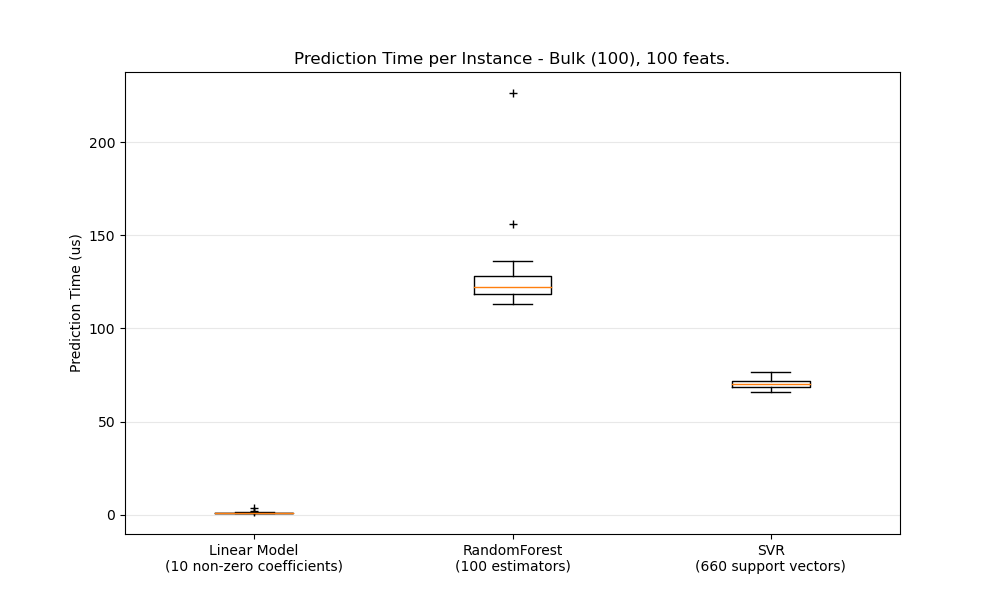 Prediction Time per Instance - Bulk (100), 100 feats.
Prediction Time (us)
200
150
100
50
0
Linear Model
(10 non-zero coefficients)
RandomForest
(100 estimators)
SVR
(660 support vectors)